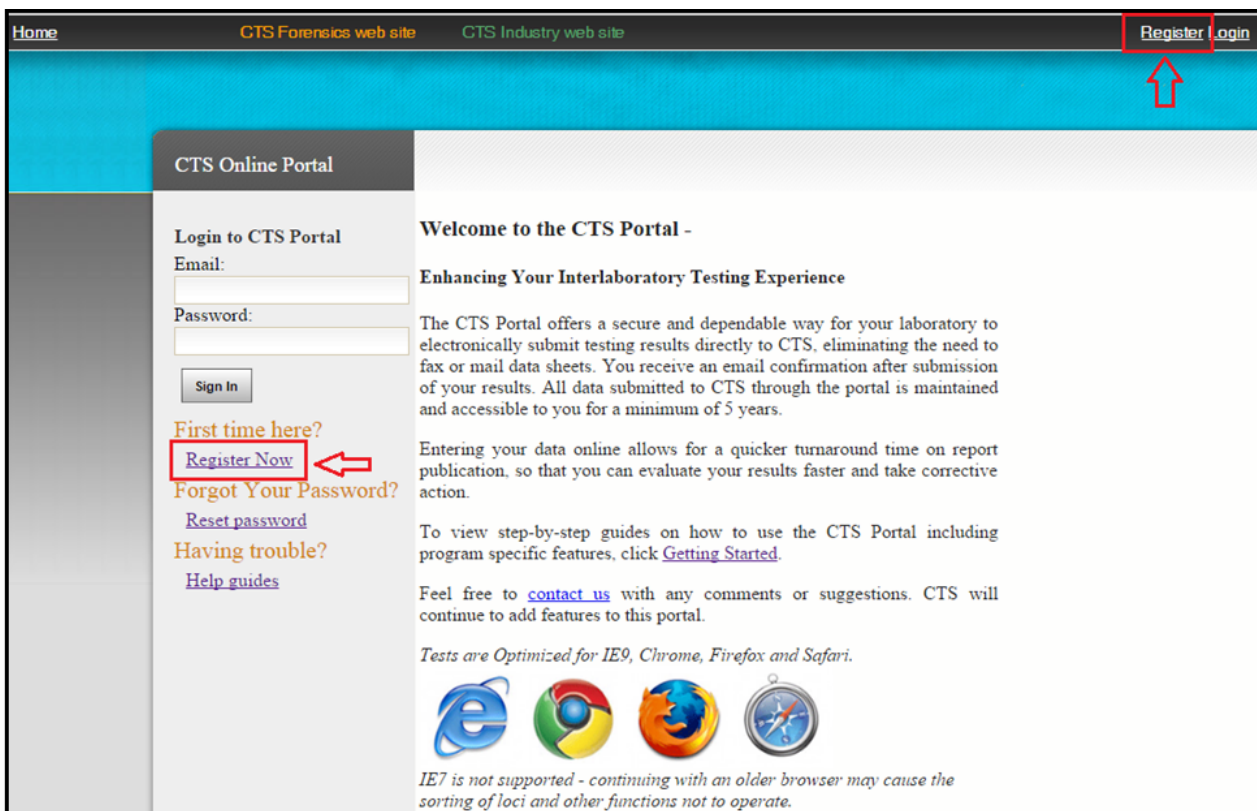 Home CTS Forensics web site CTS Industry web site Register Login
CTS Online Portal
Login to CTS Portal
Email:
Password:
Sign In
First time here?
Register Now
Forgot Your Password?
Reset password
Having trouble?
Help guides
Welcome to the CTS Portal -
Enhancing Your Interlaboratory Testing Experience
The CTS Portal offers a secure and dependable way for your laboratory to
electronically submit testing results directly to CTS, eliminating the need to
fax or mail data sheets. You receive an email confirmation after submission
of your results. All data submitted to CTS through the portal is maintained
and accessible to you for a minimum of 5 years.
Entering your data online allows for a quicker turnaround time on report
publication, so that you can evaluate your results faster and take corrective
action.
To view step-by-step guides on how to use the CTS Portal including
program specific features, click Getting Started.
Feel free to contact us with any comments or suggestions. CTS will
continue to add features to this portal.
Tests are Optimized for IE9, Chrome, Firefox and Safari.
IE7 is not supported - continuing with an older browser may cause the
sorting of loci and other functions not to operate.